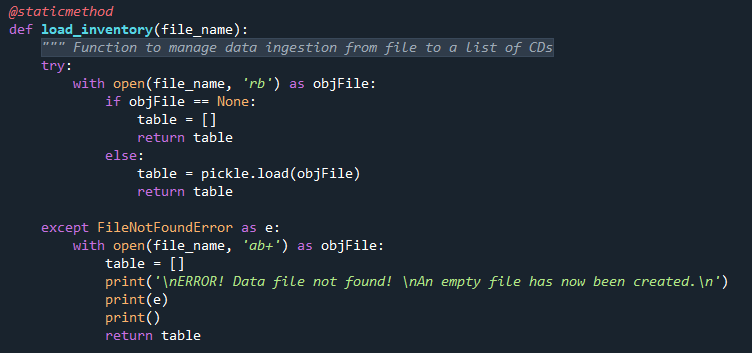 @staticmethod
def load_inventory(file_name):
    """ Function to manage data ingestion from file to a list of CDs
    try:
        with open(file_name, 'rb') as objFile:
            if objFile == None:
                table = []
                return table
            else:
                table = pickle.load(objFile)
                return table

    except FileNotFoundError as e:
        with open(file_name, 'ab+') as objFile:
            table = []
            print('\nERROR! Data file not found! \nAn empty file has now been created.\n')
            print(e)
            print()
            return table